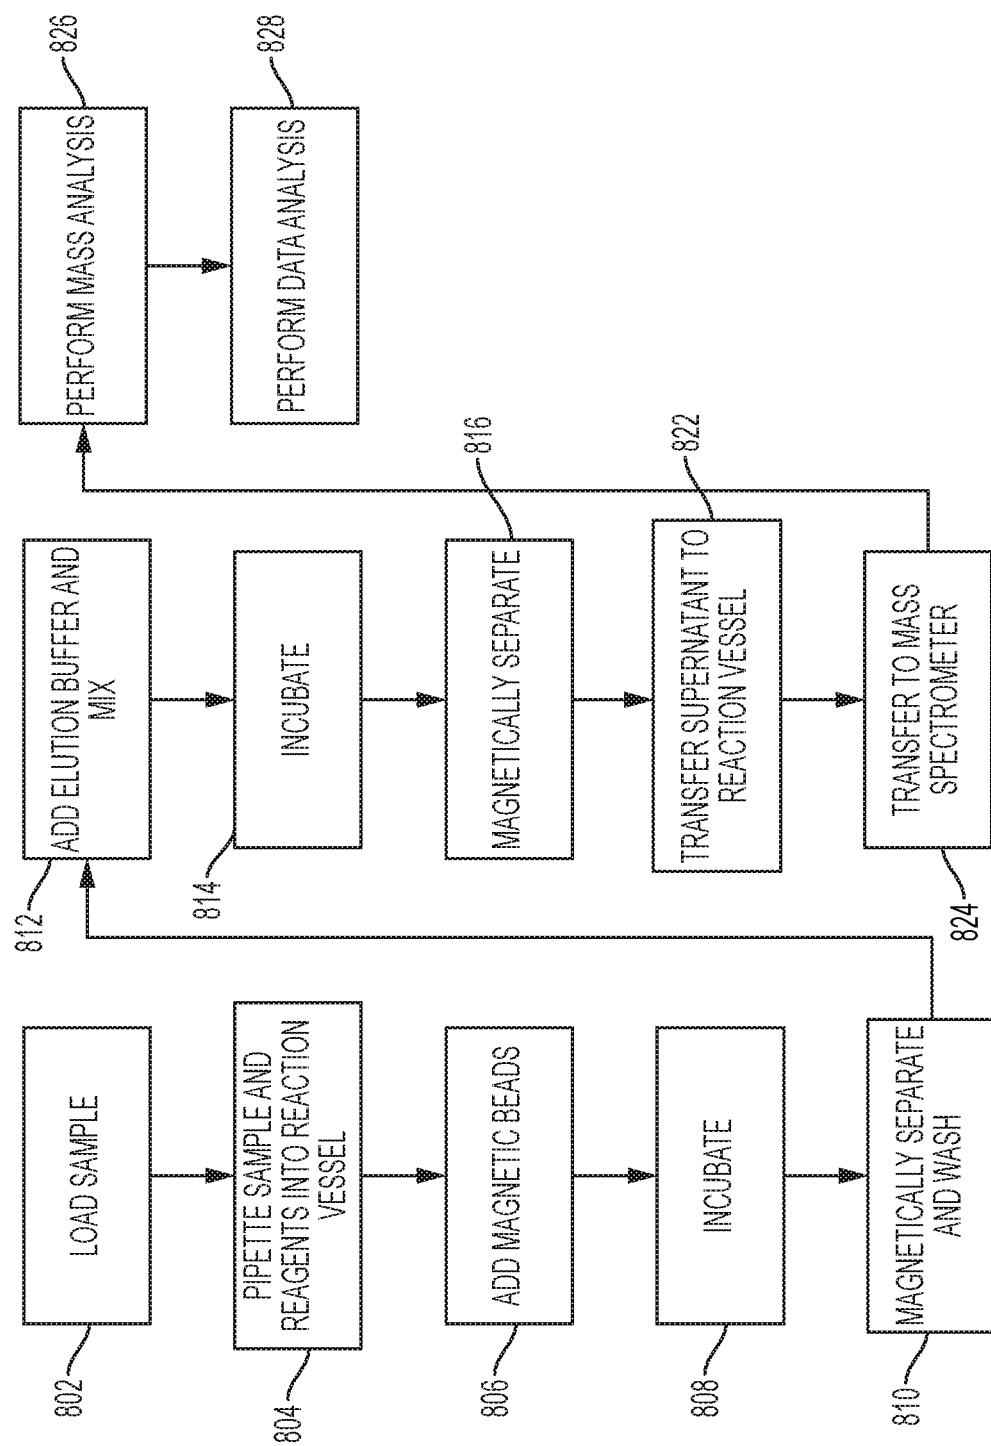 802
LOAD SAMPLE
804
PIPETTE SAMPLE AND
REAGENTS INTO REACTION
VESSEL
806
ADD MAGNETIC BEADS
808
INCUBATE
810
MAGNETICALLY SEPARATE
AND WASH
812
ADD ELUTION BUFFER AND
MIX
814
INCUBATE
816
MAGNETICALLY SEPARATE
822
TRANSFER SUPERNATANT TO
REACTION VESSEL
824
TRANSFER TO MASS
SPECTROMETER
826
PERFORM MASS ANALYSIS
828
PERFORM DATA ANALYSIS